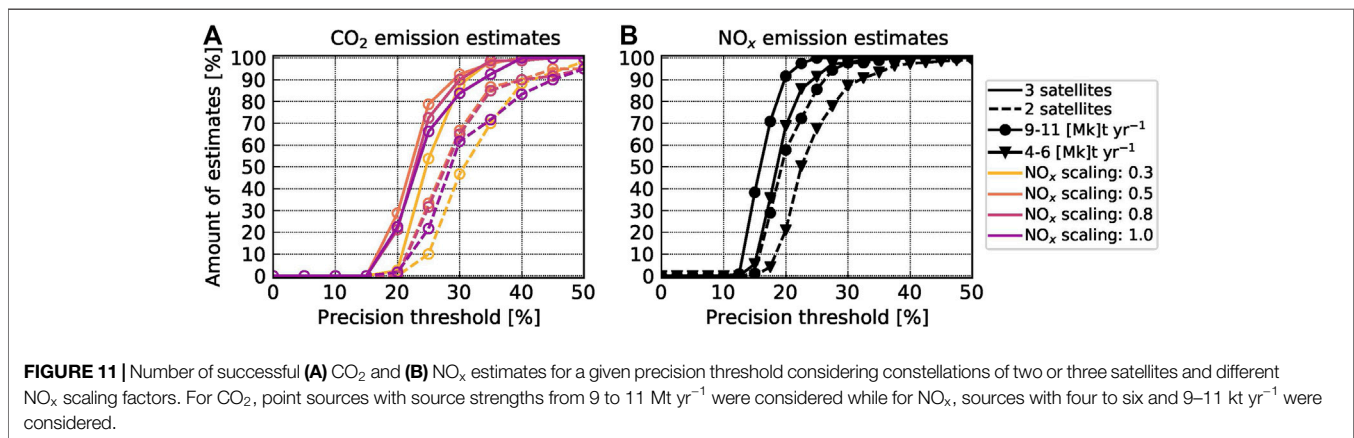 A
CO₂ emission estimates
Amount of estimates [%]
100
90
80
70
60
50
40
30
20
10
0
0 10 20 30 40 50
Precision threshold [%]
B
NOₓ emission estimates
100
90
80
70
60
50
40
30
20
10
0
0 10 20 30 40 50
Precision threshold [%]
3 satellites
2 satellites
9-11 [Mk]t yr⁻¹
4-6 [Mk]t yr⁻¹
NOₓ scaling: 0.3
NOₓ scaling: 0.5
NOₓ scaling: 0.8
NOₓ scaling: 1.0
FIGURE 11 | Number of successful (A) CO₂ and (B) NOₓ estimates for a given precision threshold considering constellations of two or three satellites and different
NOₓ scaling factors. For CO₂, point sources with source strengths from 9 to 11 Mt yr⁻¹ were considered while for NOₓ, sources with four to six and 9–11 kt yr⁻¹ were
considered.